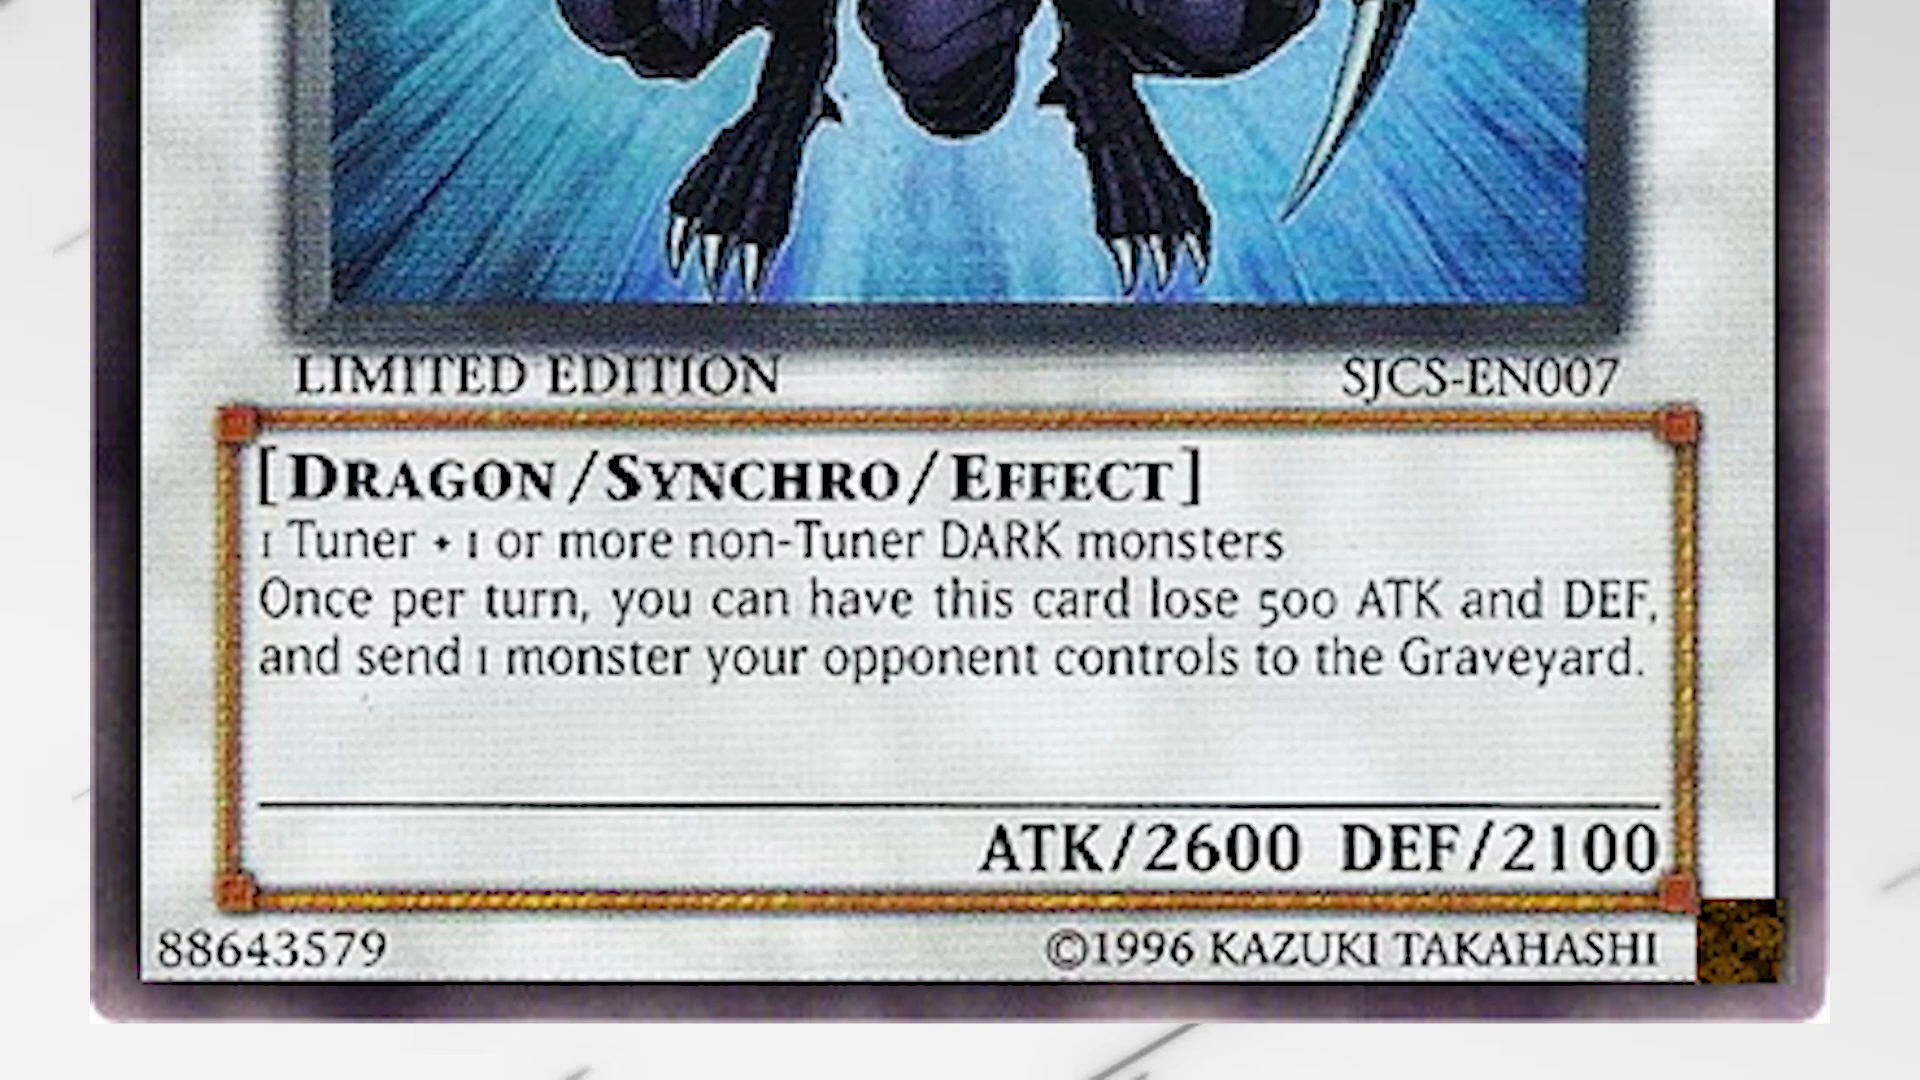 LIMITED EDITION SJCS-EN007
[DRAGON/SYNCHRO/EFFECT]
1 Tuner + 1 or more non-Tuner DARK monsters
Once per turn, you can have this card lose 500 ATK and DEF,
and send 1 monster your opponent controls to the Graveyard.
ATK/2600 DEF/2100
88643579 ©1996 KAZUKI TAKAHASHI